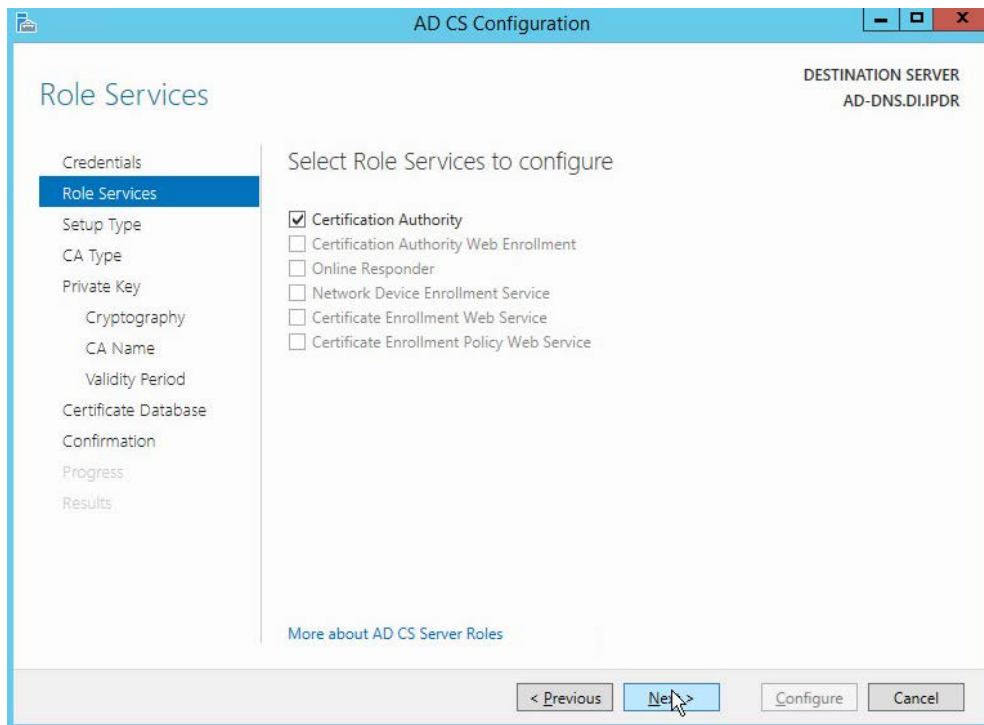 AD CS Configuration
DESTINATION SERVER
AD-DNS.DI.IPDR
Role Services
Credentials
Role Services
Setup Type
CA Type
Private Key
Cryptography
CA Name
Validity Period
Certificate Database
Confirmation
Progress
Results
Select Role Services to configure
Certification Authority
Certification Authority Web Enrollment
Online Responder
Network Device Enrollment Service
Certificate Enrollment Web Service
Certificate Enrollment Policy Web Service
More about AD CS Server Roles
< Previous
Next >
Configure
Cancel